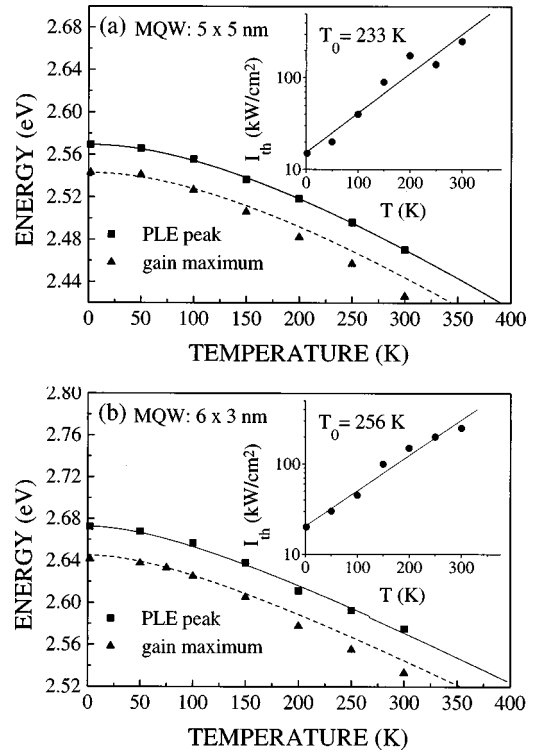 (a) MQW: 5 x 5 nm
T0 = 233 K
Ith (kW/cm2)
100
10
0 100 200 300
T (K)
ENERGY (eV)
2.68
2.64
2.60
2.56
2.52
2.48
2.44
PLE peak
gain maximum
0 50 100 150 200 250 300 350 400
TEMPERATURE (K)
(b) MQW: 6 x 3 nm
T0 = 256 K
Ith (kW/cm2)
100
10
0 100 200 300
T (K)
ENERGY (eV)
2.80
2.76
2.72
2.68
2.64
2.60
2.56
2.52
PLE peak
gain maximum
0 50 100 150 200 250 300 350 400
TEMPERATURE (K)